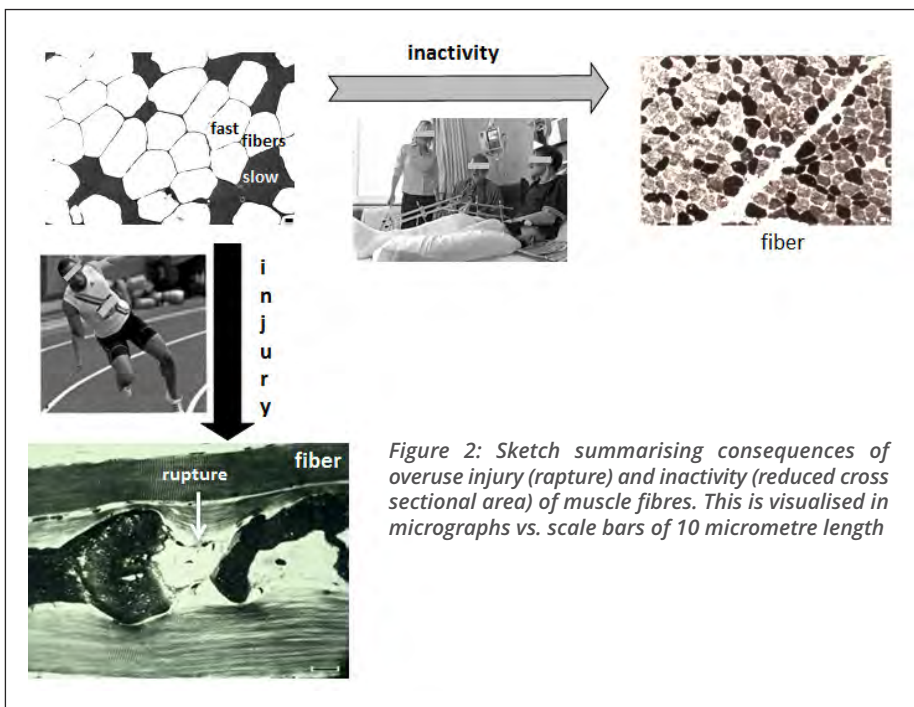 inactivity
fast
fibers
slow
fiber
i
n
j
u
r
y
fiber
rupture
Figure 2: Sketch summarising consequences of
overuse injury (rapture) and inactivity (reduced cross
sectional area) of muscle fibres. This is visualised in
micrographs vs. scale bars of 10 micrometre length